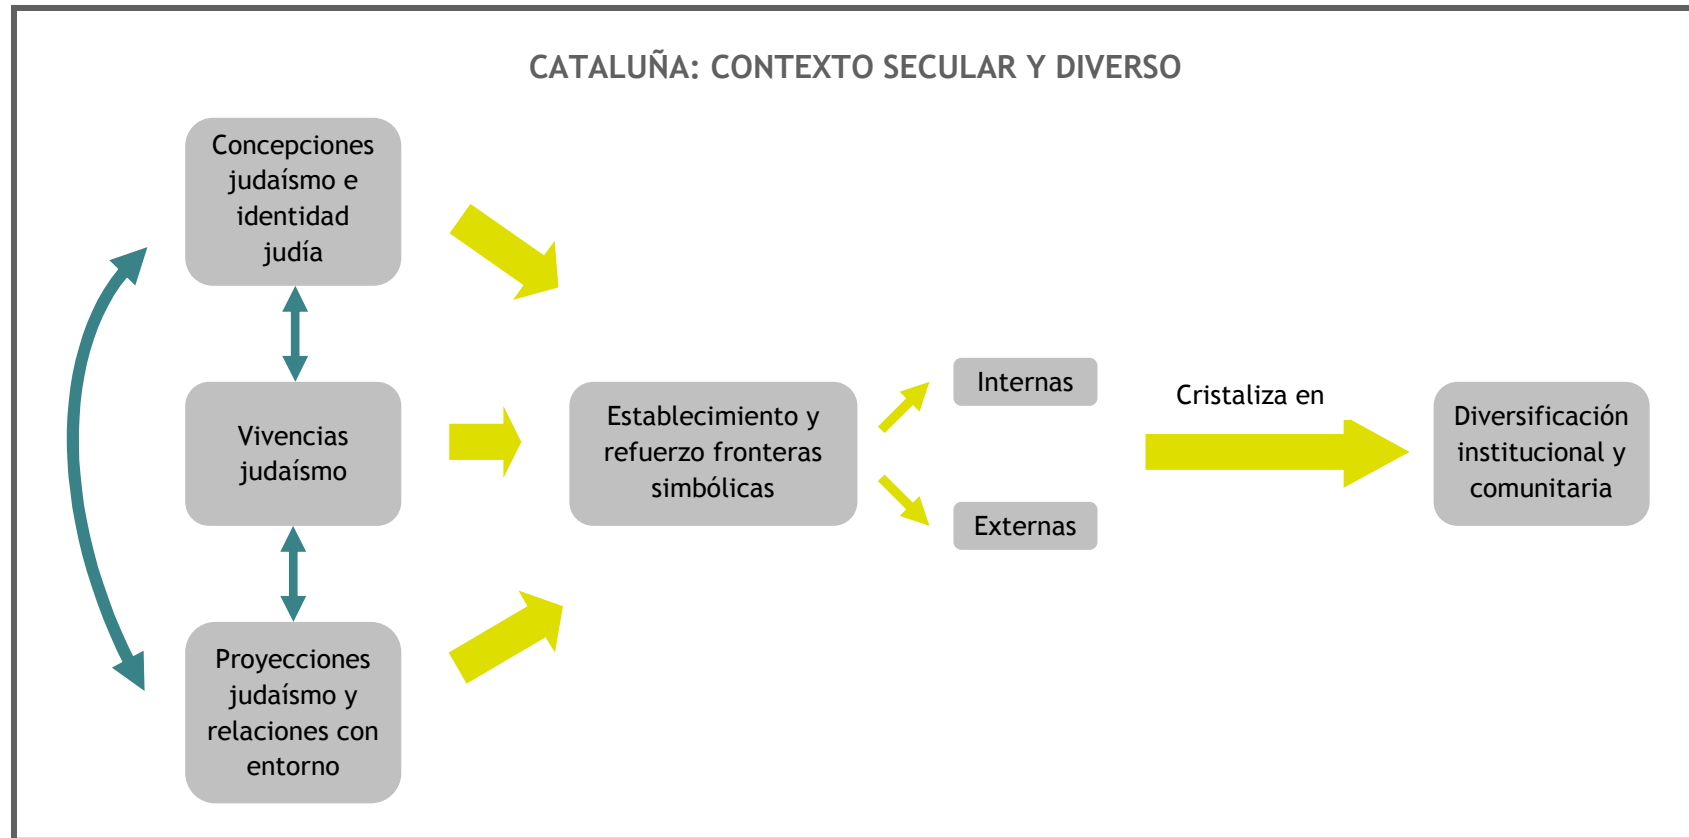 CATALUÑA: CONTEXTO SECULAR Y DIVERSO
Concepciones
judaísmo e
identidad
judía
Vivencias
judaísmo
Proyecciones
judaísmo y
relaciones con
entorno
Establecimiento y
refuerzo fronteras
simbólicas
Internas
Externas
Cristaliza en
Diversificación
institucional y
comunitaria